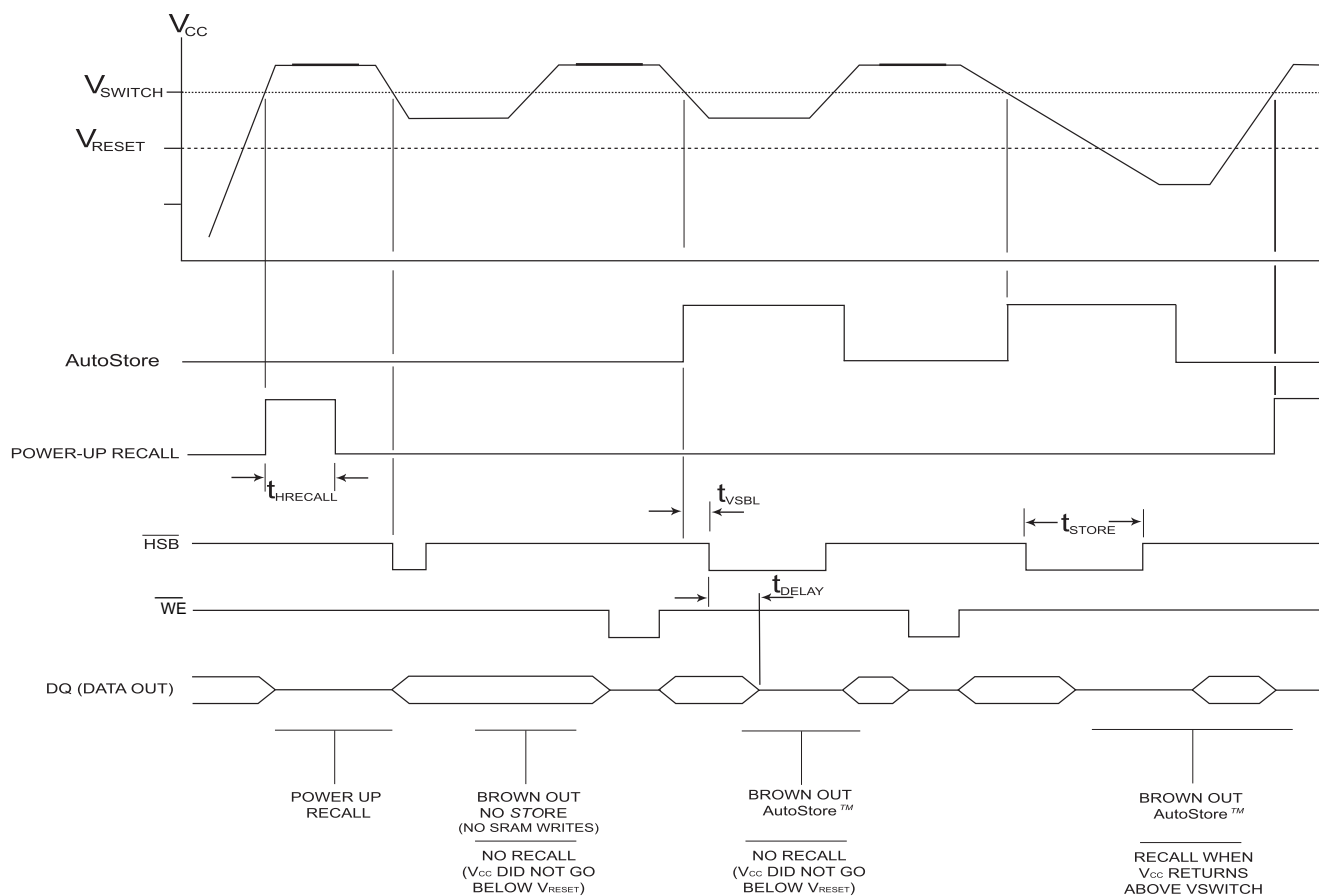 VCC
VSWITCH
VRESET
AutoStore
POWER-UP RECALL
tHRECALL
tVSBL
HSB
tSTORE
tDELAY
WE
DQ (DATA OUT)
POWER UP
RECALL
BROWN OUT
NO STORE
(NO SRAM WRITES)
NO RECALL
(VCC DID NOT GO
BELOW VRESET)
BROWN OUT
AutoStore™
NO RECALL
(VCC DID NOT GO
BELOW VRESET)
BROWN OUT
AutoStore™
RECALL WHEN
VCC RETURNS
ABOVE VSWITCH